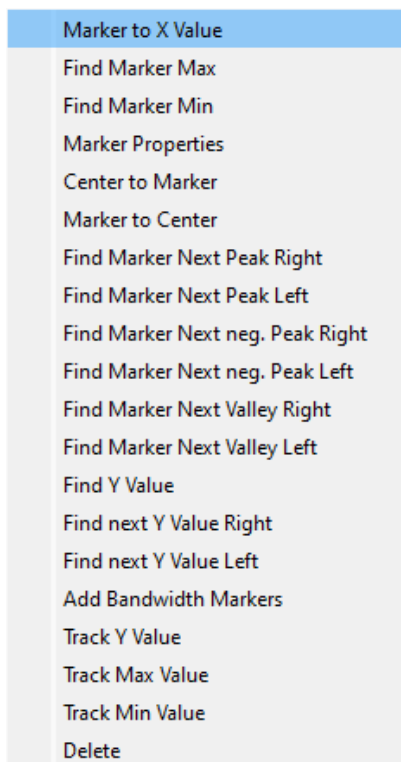 Marker to X Value
Find Marker Max
Find Marker Min
Marker Properties
Center to Marker
Marker to Center
Find Marker Next Peak Right
Find Marker Next Peak Left
Find Marker Next neg. Peak Right
Find Marker Next neg. Peak Left
Find Marker Next Valley Right
Find Marker Next Valley Left
Find Y Value
Find next Y Value Right
Find next Y Value Left
Add Bandwidth Markers
Track Y Value
Track Max Value
Track Min Value
Delete